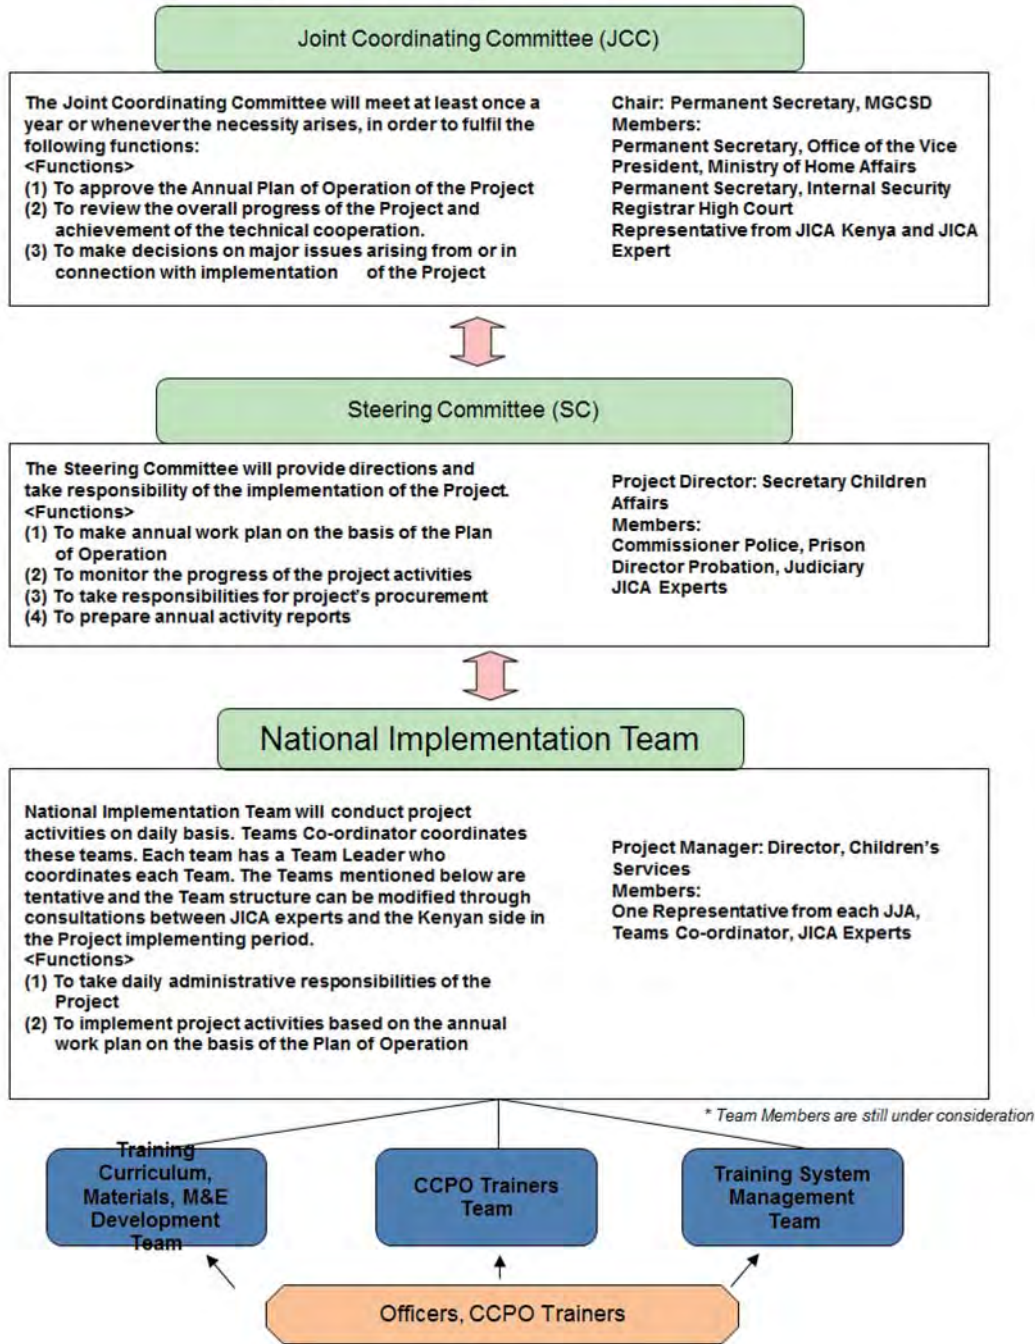 Joint Coordinating Committee (JCC)
The Joint Coordinating Committee will meet at least once a
year or whenever the necessity arises, in order to fulfil the
following functions:
<Functions>
(1) To approve the Annual Plan of Operation of the Project
(2) To review the overall progress of the Project and
achievement of the technical cooperation.
(3) To make decisions on major issues arising from or in
connection with implementation of the Project
Chair: Permanent Secretary, MGCSD
Members:
Permanent Secretary, Office of the Vice
President, Ministry of Home Affairs
Permanent Secretary, Internal Security
Registrar High Court
Representative from JICA Kenya and JICA
Expert
Steering Committee (SC)
The Steering Committee will provide directions and
take responsibility of the implementation of the Project.
<Functions>
(1) To make annual work plan on the basis of the Plan
of Operation
(2) To monitor the progress of the project activities
(3) To take responsibilities for project's procurement
(4) To prepare annual activity reports
Project Director: Secretary Children
Affairs
Members:
Commissioner Police, Prison
Director Probation, Judiciary
JICA Experts
National Implementation Team
National Implementation Team will conduct project
activities on daily basis. Teams Co-ordinator coordinates
these teams. Each team has a Team Leader who
coordinates each Team. The Teams mentioned below are
tentative and the Team structure can be modified through
consultations between JICA experts and the Kenyan side in
the Project implementing period.
<Functions>
(1) To take daily administrative responsibilities of the
Project
(2) To implement project activities based on the annual
work plan on the basis of the Plan of Operation
Project Manager: Director, Children's
Services
Members:
One Representative from each JJA,
Teams Co-ordinator, JICA Experts
* Team Members are still under consideration
Training
Curriculum,
Materials, M&E
Development
Team
CCPO Trainers
Team
Training System
Management
Team
Officers, CCPO Trainers